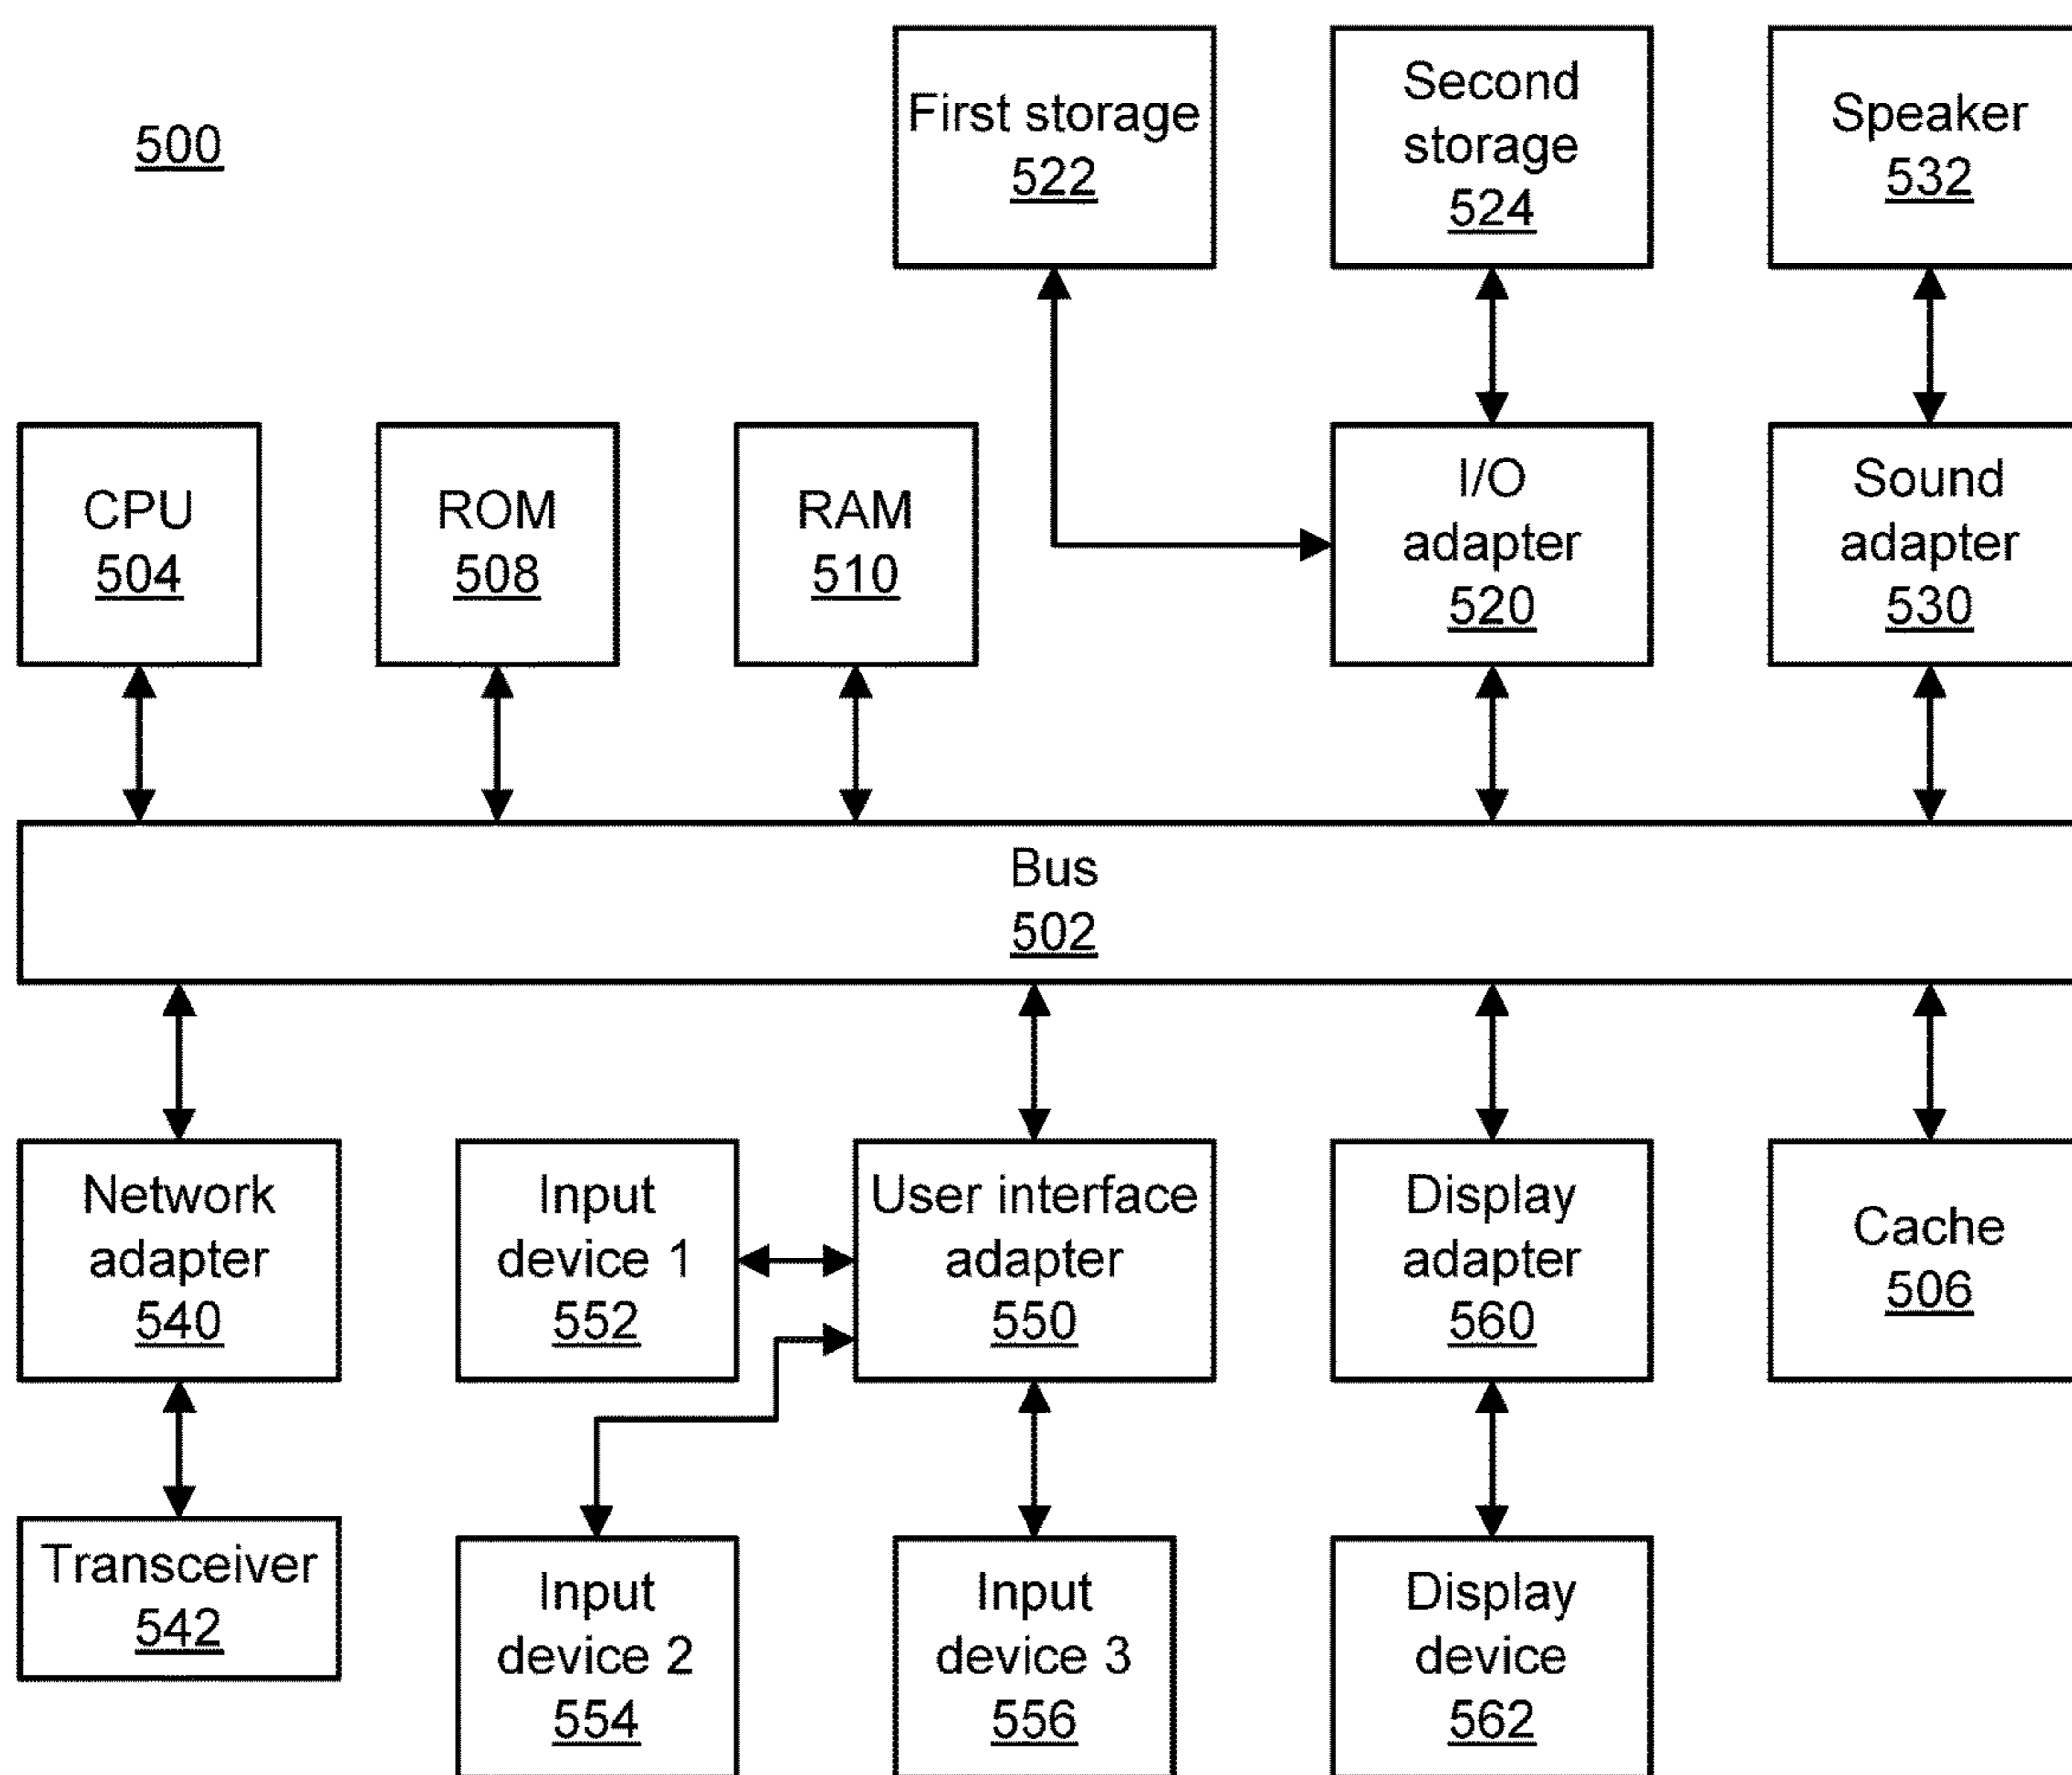 500
First storage
522
Second
storage
524
Speaker
532
CPU
504
ROM
508
RAM
510
I/O
adapter
520
Sound
adapter
530
Bus
502
Network
adapter
540
Input
device 1
552
User interface
adapter
550
Display
adapter
560
Cache
506
Transceiver
542
Input
device 2
554
Input
device 3
556
Display
device
562